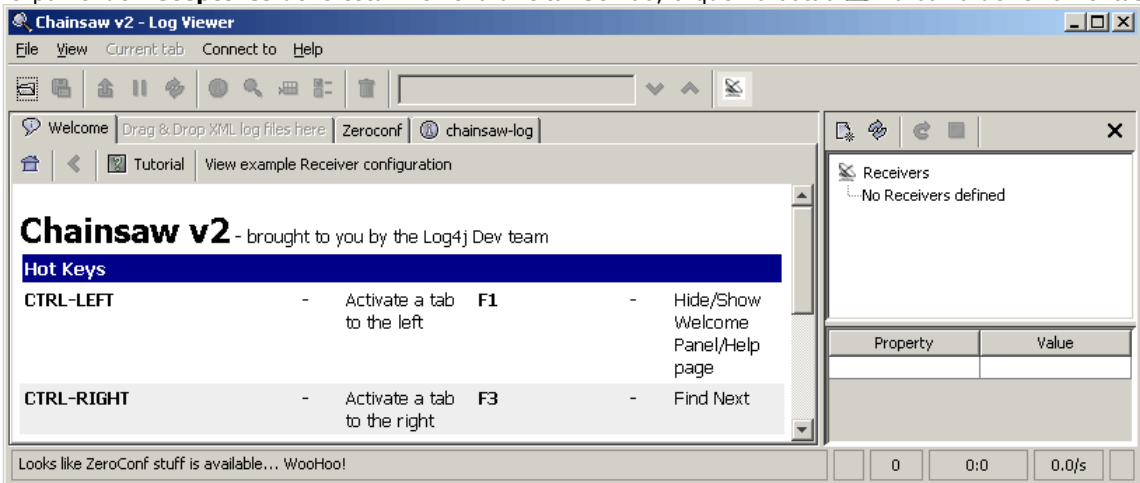 Chainsaw v2 - Log Viewer
File View Current tab Connect to Help
Welcome Drag & Drop XML log files here Zeroconf chainsaw-log
Tutorial View example Receiver configuration
Chainsaw v2 - brought to you by the Log4j Dev team
Hot Keys
CTRL-LEFT - Activate a tab to the left F1 - Hide/Show Welcome Panel/Help page
CTRL-RIGHT - Activate a tab to the right F3 - Find Next
Receivers
No Receivers defined
Property Value
Looks like ZeroConf stuff is available... WooHoo!
0 0:0 0.0/s